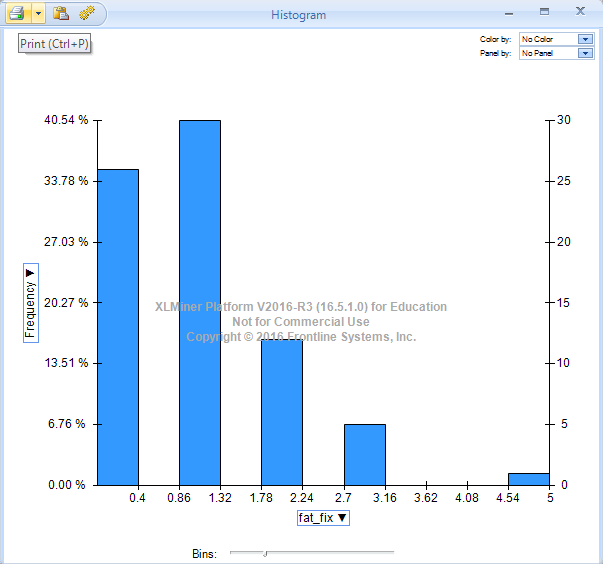 Histogram
Print (Ctrl+P)
Color by: No Color
Panel by: No Panel
40.54 % 30
33.78 % 25
27.03 % 20
20.27 % 15
13.51 % 10
6.76 % 5
0.00 % 0
Frequency ▼
XLMiner Platform V2016-R3 (16.5.1.0) for Education
Not for Commercial Use
Copyright © 2016 Frontline Systems, Inc.
0.4 0.86 1.32 1.78 2.24 2.7 3.16 3.62 4.08 4.54 5
fat_fix ▼
Bins: